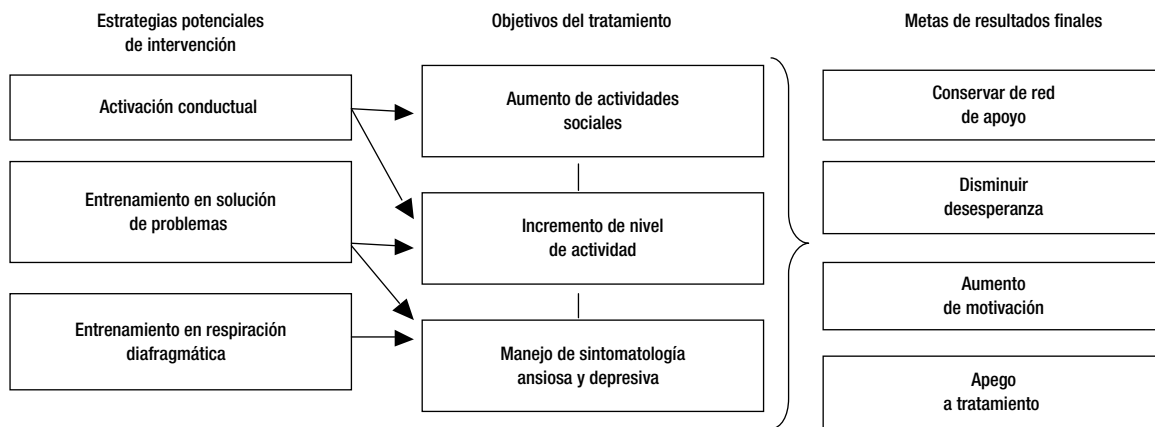 Estrategias potenciales
de intervención
Activación conductual
Entrenamiento en solución
de problemas
Entrenamiento en respiración
diafragmática
Objetivos del tratamiento
Aumento de actividades
sociales
Incremento de nivel
de actividad
Manejo de sintomatología
ansiosa y depresiva
Metas de resultados finales
Conservar de red
de apoyo
Disminuir
desesperanza
Aumento
de motivación
Apego
a tratamiento